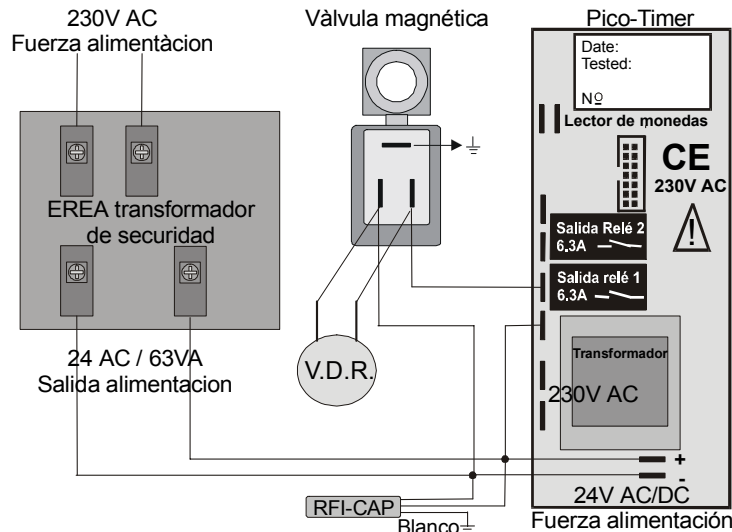 230V AC
Fuerza alimentàcion
Vàlvula magnética
Pico-Timer
Date:
Tested:
Nº
Lector de monedas
CE
230V AC
EREA transformador
de securidad
Salida Relé 2
6.3A
Salida relé 1
6.3A
24 AC / 63VA
Salida alimentacion
V.D.R.
Transformador
230V AC
+
-
24V AC/DC
Fuerza alimentación
RFI-CAP
Blanco